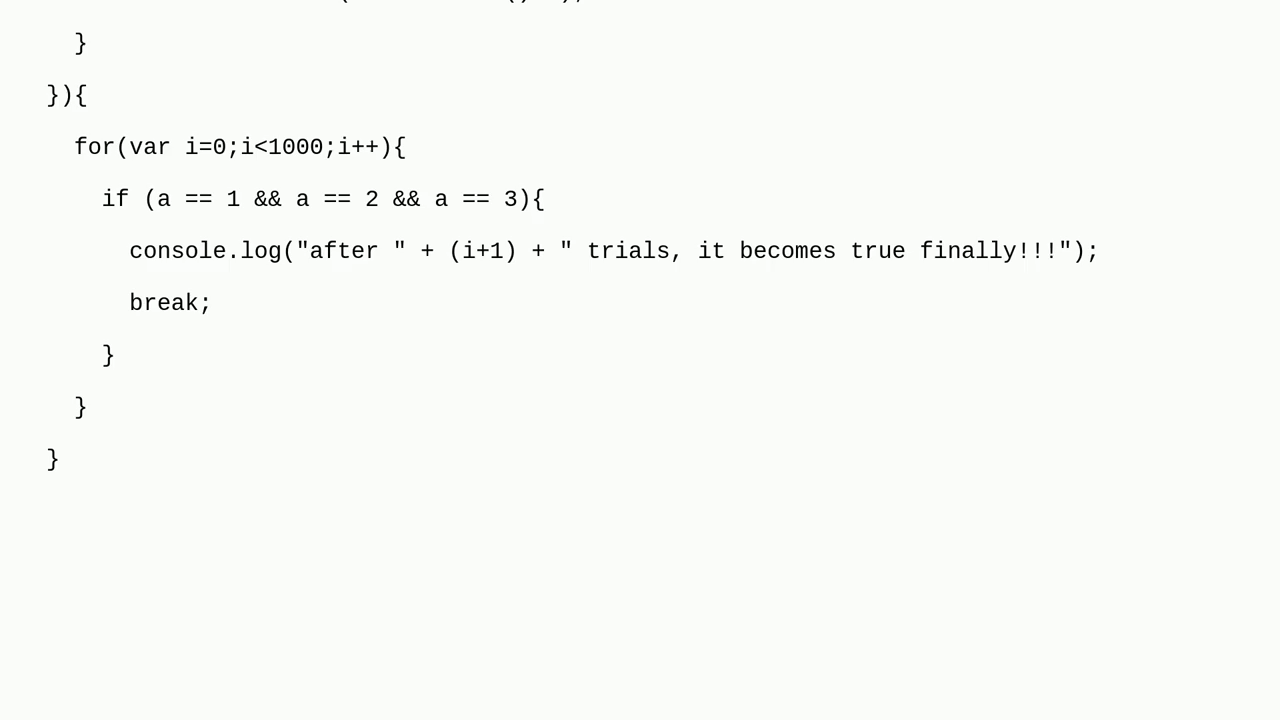 }
}){
for(var i=0;i<1000;i++){
if (a == 1 && a == 2 && a == 3){
console.log("after " + (i+1) + " trials, it becomes true finally!!!");
break;
}
}
}